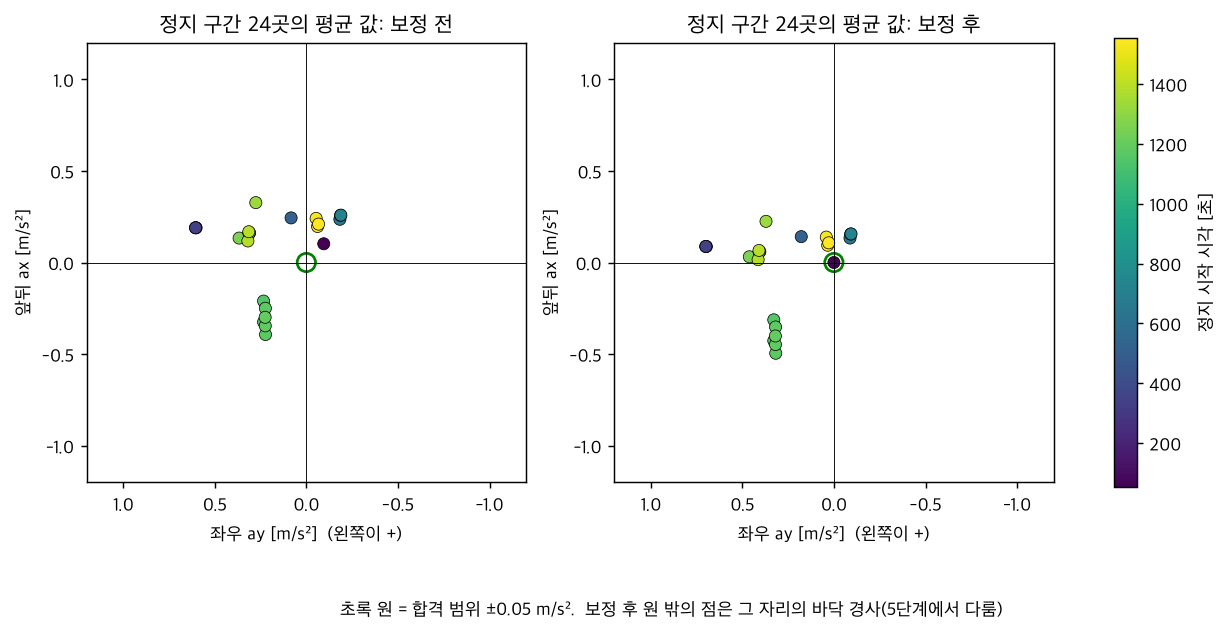 정지 구간 24곳의 평균 값: 보정 전
정지 구간 24곳의 평균 값: 보정 후
앞뒤 ax [m/s²]
1.0
0.5
0.0
-0.5
-1.0
1.0 0.5 0.0 -0.5 -1.0
좌우 ay [m/s²] (왼쪽이 +)
앞뒤 ax [m/s²]
1.0
0.5
0.0
-0.5
-1.0
1.0 0.5 0.0 -0.5 -1.0
좌우 ay [m/s²] (왼쪽이 +)
1400
1200
1000
800
600
400
200
정지 시작 시각 [초]
초록 원 = 합격 범위 ±0.05 m/s². 보정 후 원 밖의 점은 그 자리의 바닥 경사(5단계에서 다룸)